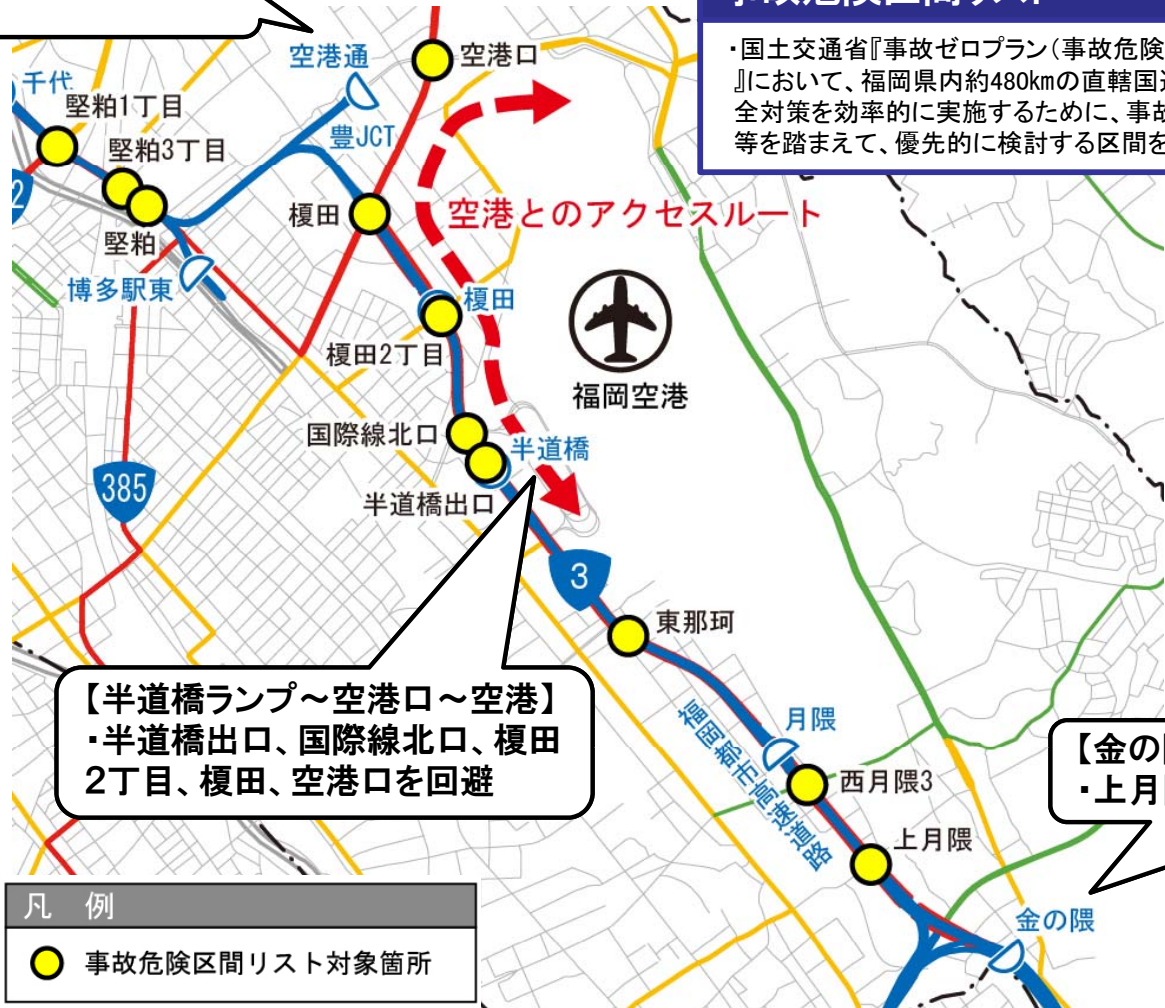 ・国土交通省『事故ゼロプラン（事故危険
』において、福岡県内約480㎞の直轄国道
全対策を効率的に実施するために、事故
等を踏まえて、優先的に検討する区間を
空港通
空港口
千代
堅粕1丁目
豊JCT
堅粕3丁目
2
榎田
空港とのアクセスルート
堅粕
博多駅東
榎田
榎田2丁目
福岡空港
国際線北口
半道橋
385
半道橋出口
3
東那珂
【半道橋ランプ～空港口～空港】
・半道橋出口、国際線北口、榎田
２丁目、榎田、空港口を回避
月隈
福岡都市高速道路
【金の
・上月
西月隈3
上月隈
凡　例
金の隈
事故危険区間リスト対象箇所